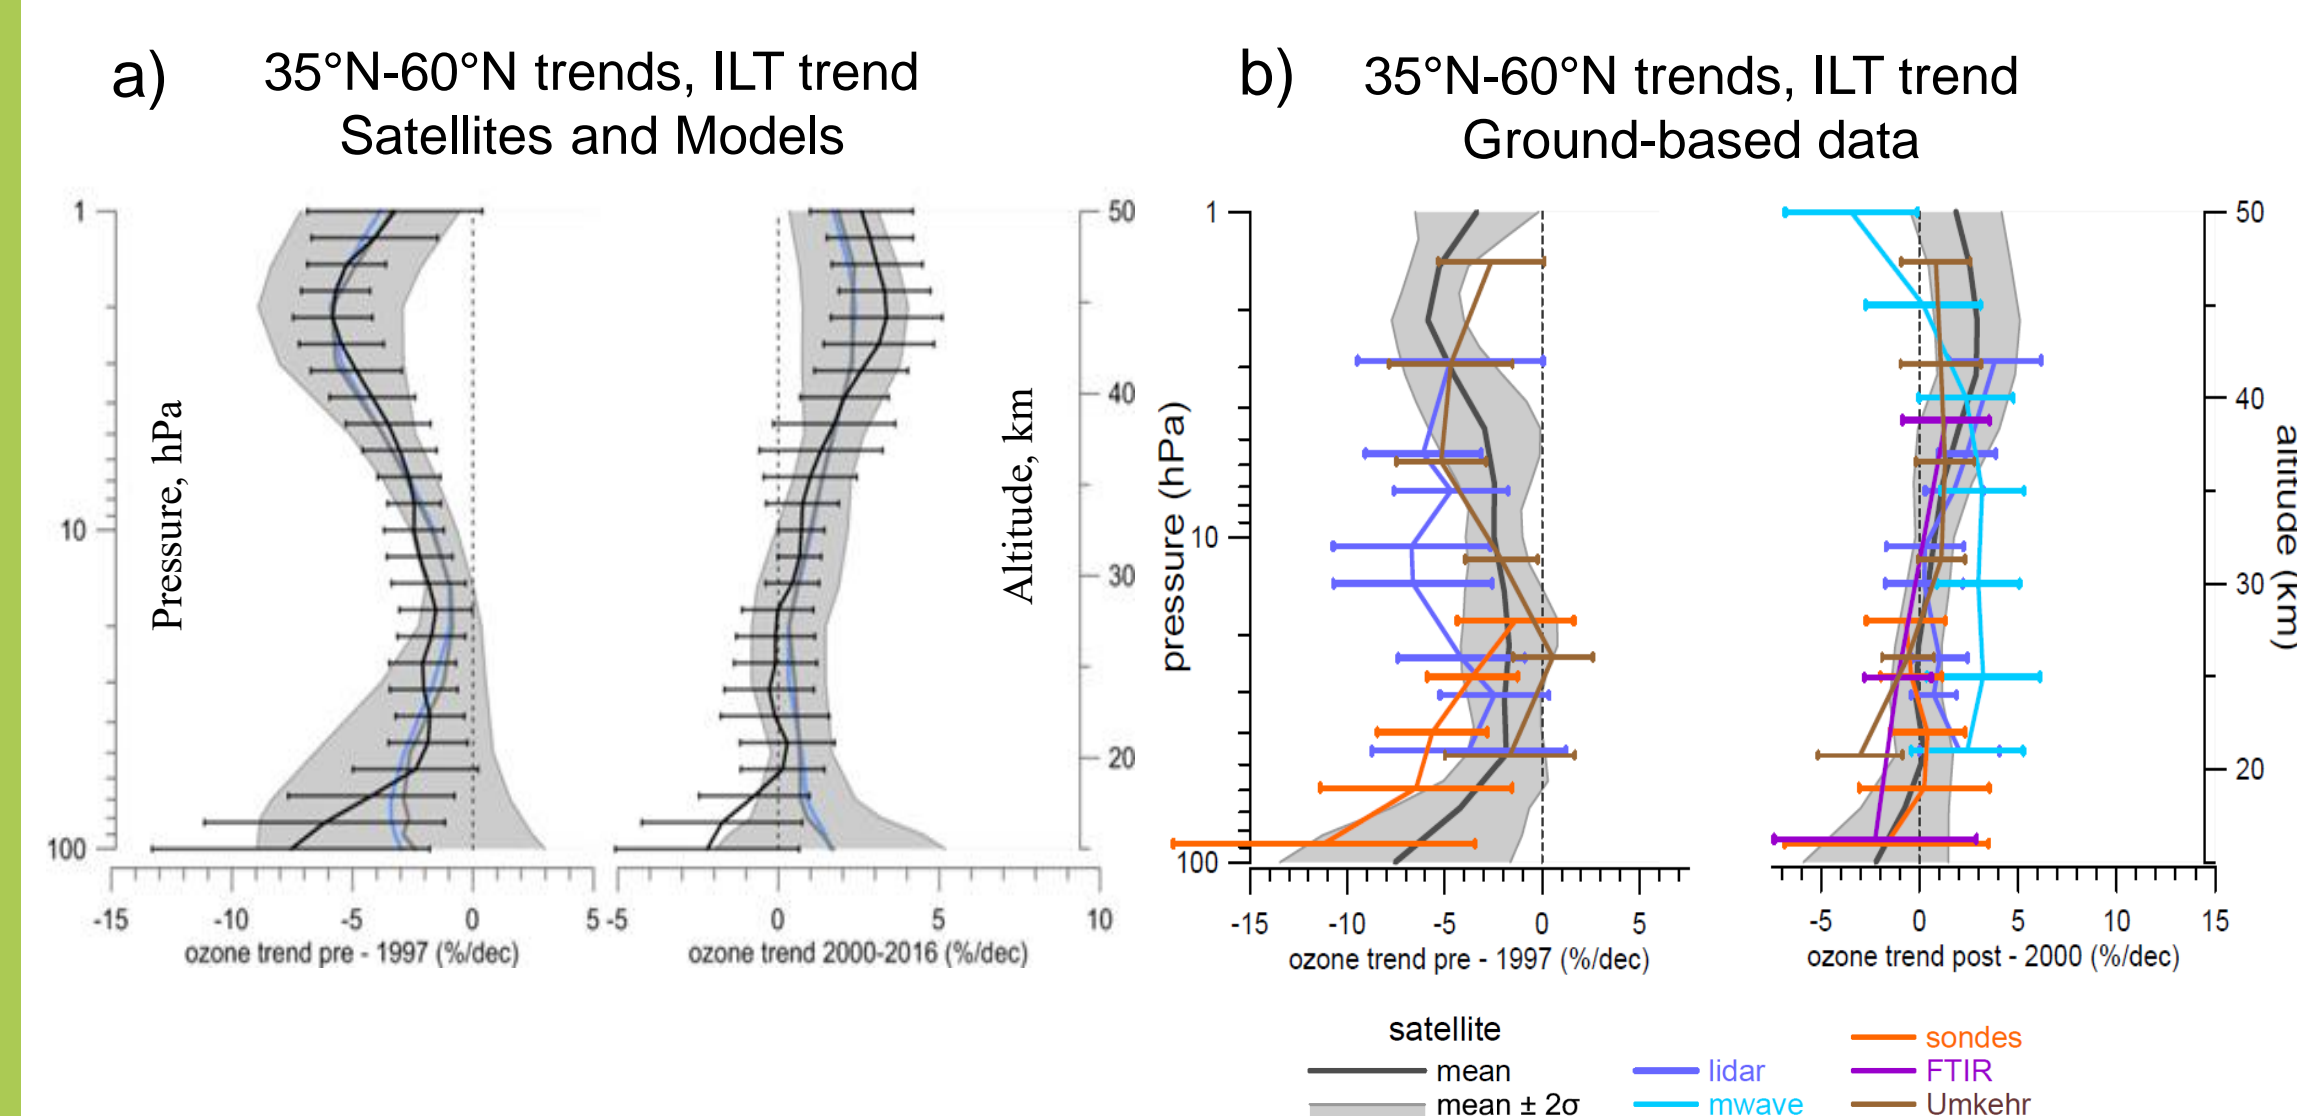 a)
35°N-60°N trends, ILT trend
Satellites and Models
1
10
100
Pressure, hPa
50
40
30
20
Altitude, km
-15 -10 -5 0 5
ozone trend pre - 1997 (%/dec)
-5 0 5 10
ozone trend 2000-2016 (%/dec)
b)
35°N-60°N trends, ILT trend
Ground-based data
1
10
100
pressure (hPa)
50
40
30
20
altitude (km)
-15 -10 -5 0 5
ozone trend pre - 1997 (%/dec)
-5 0 5 10 15
ozone trend post - 2000 (%/dec)
satellite
mean
mean ± 2σ
lidar
mwave
sondes
FTIR
Umkehr